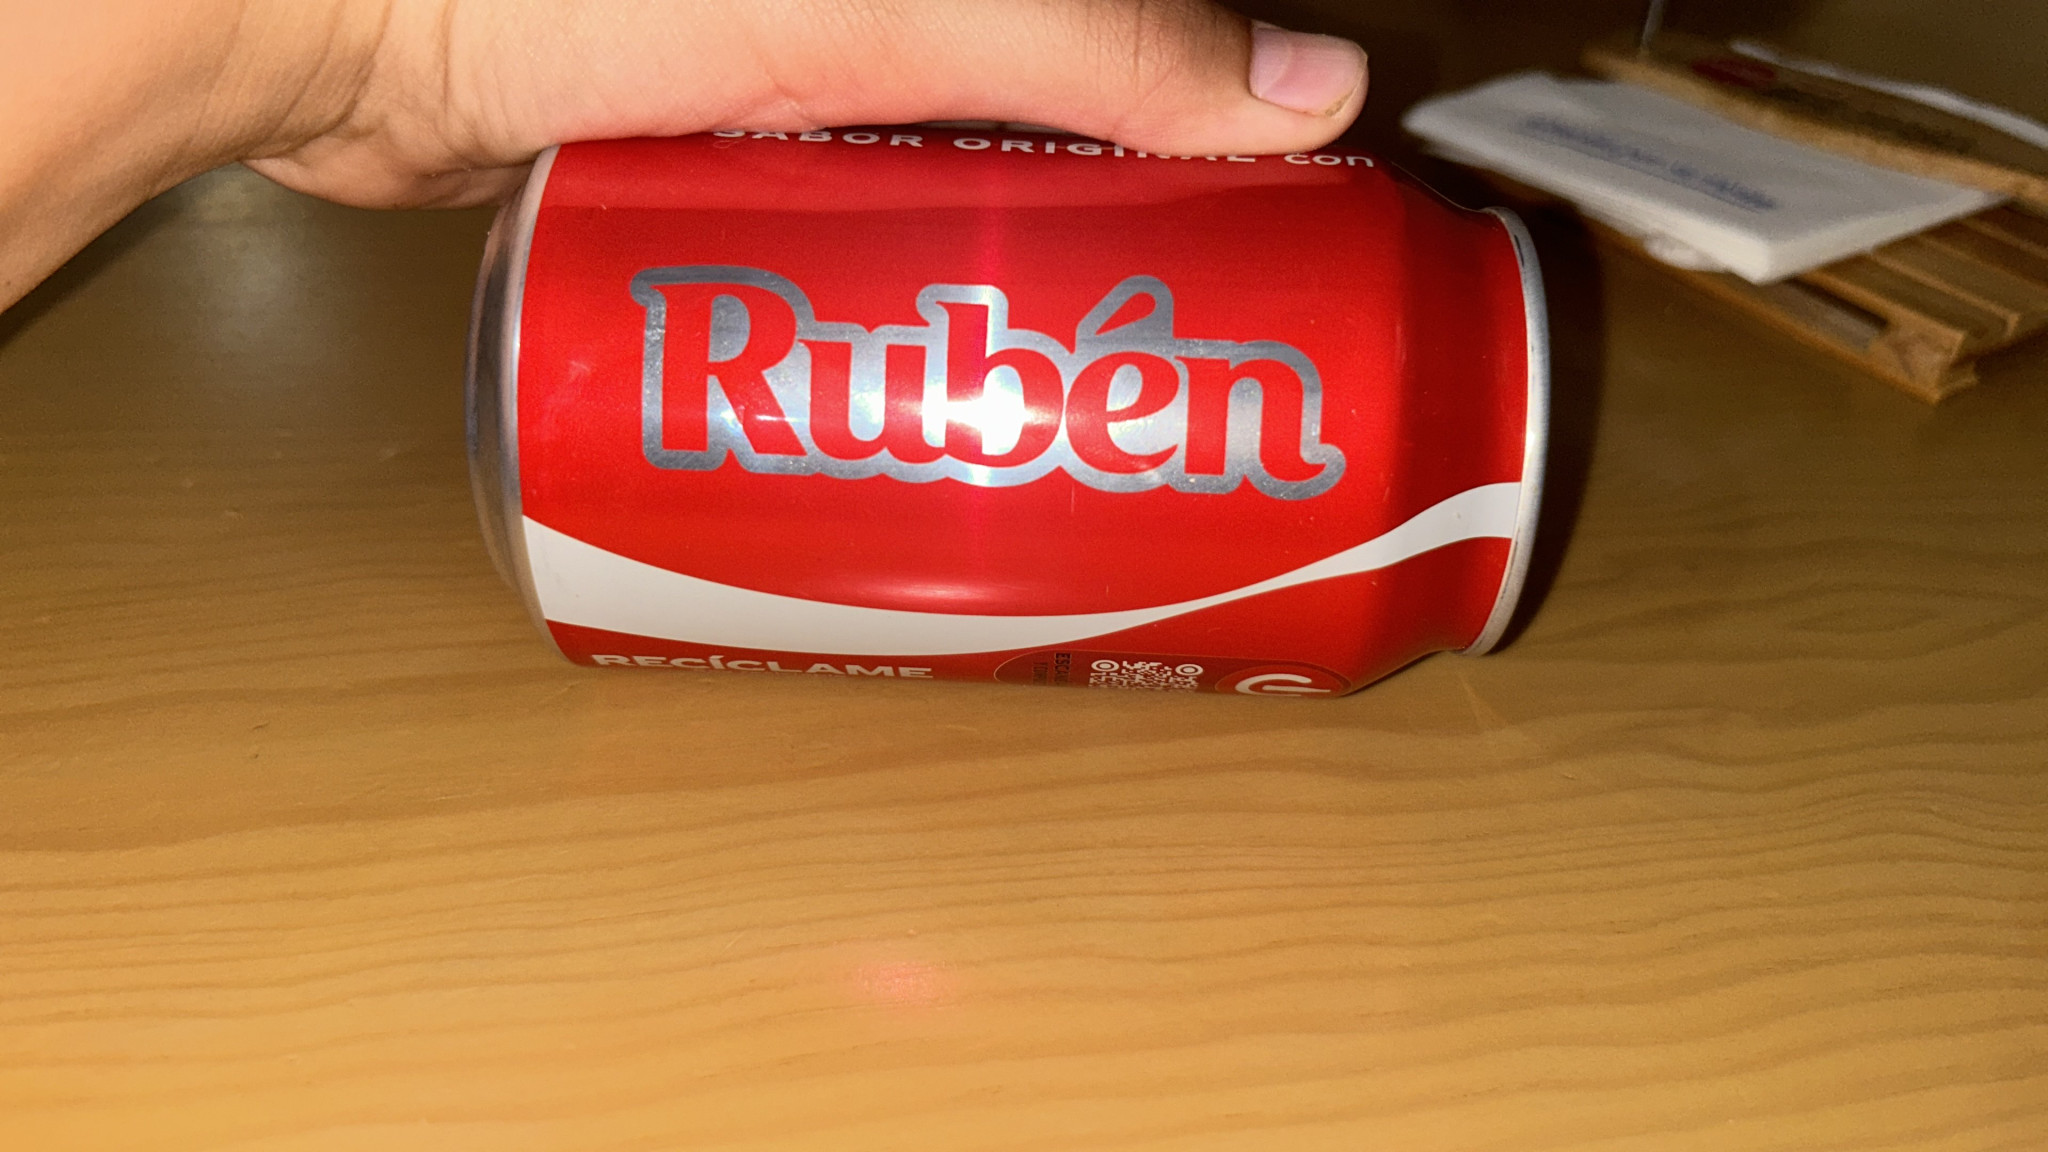 SABOR ORIGINAL con
Rubén
RECÍCLAME